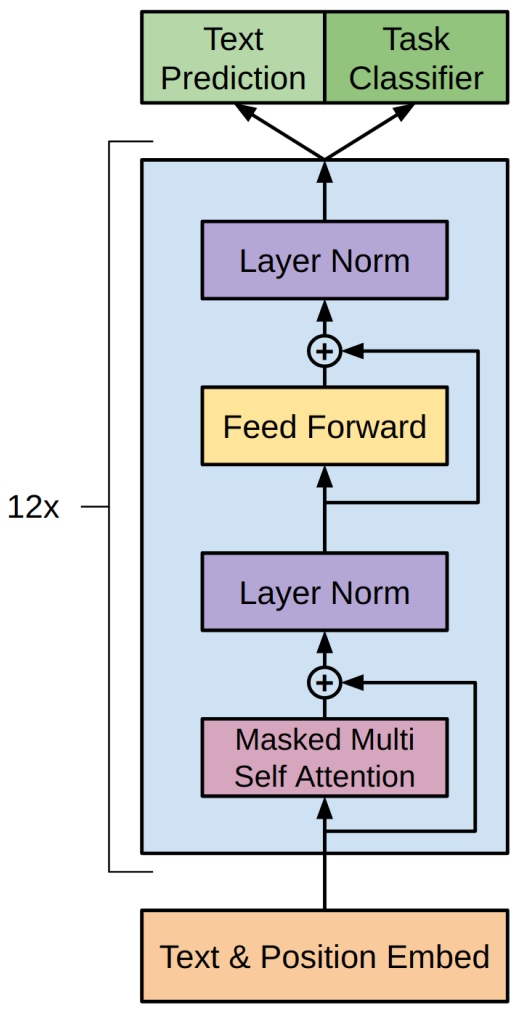 Text
Prediction
Task
Classifier
Layer Norm
+
Feed Forward
12x
Layer Norm
+
Masked Multi
Self Attention
Text & Position Embed